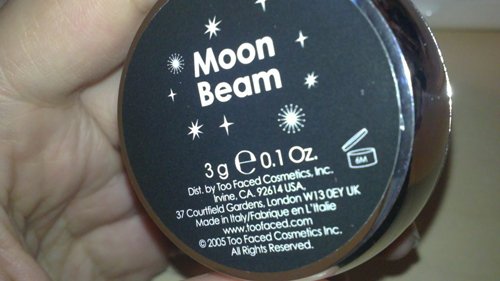 Moon
Beam
3 g ℮ 0.1 Oz.
6M
Dist. by Too Faced Cosmetics, Inc.
Irvine, CA. 92614 USA,
37 Courtfield Gardens, London W13 0EY UK
Made in Italy/Fabrique en L'Italie
www.toofaced.com
© 2005 Too Faced Cosmetics Inc.
All Rights Reserved.